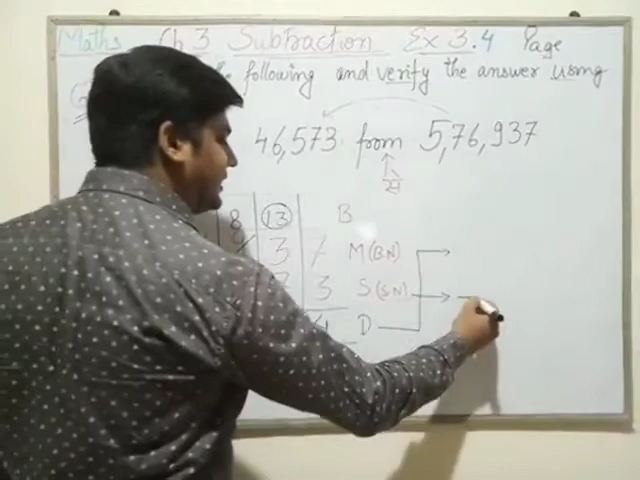 Maths Ch 3 Subtraction Ex 3.4 Page
following and verify the answer using
46,573 from 5,76,937
से
8 13 B
3 7 M(BN)
3 S(SN)
4 D